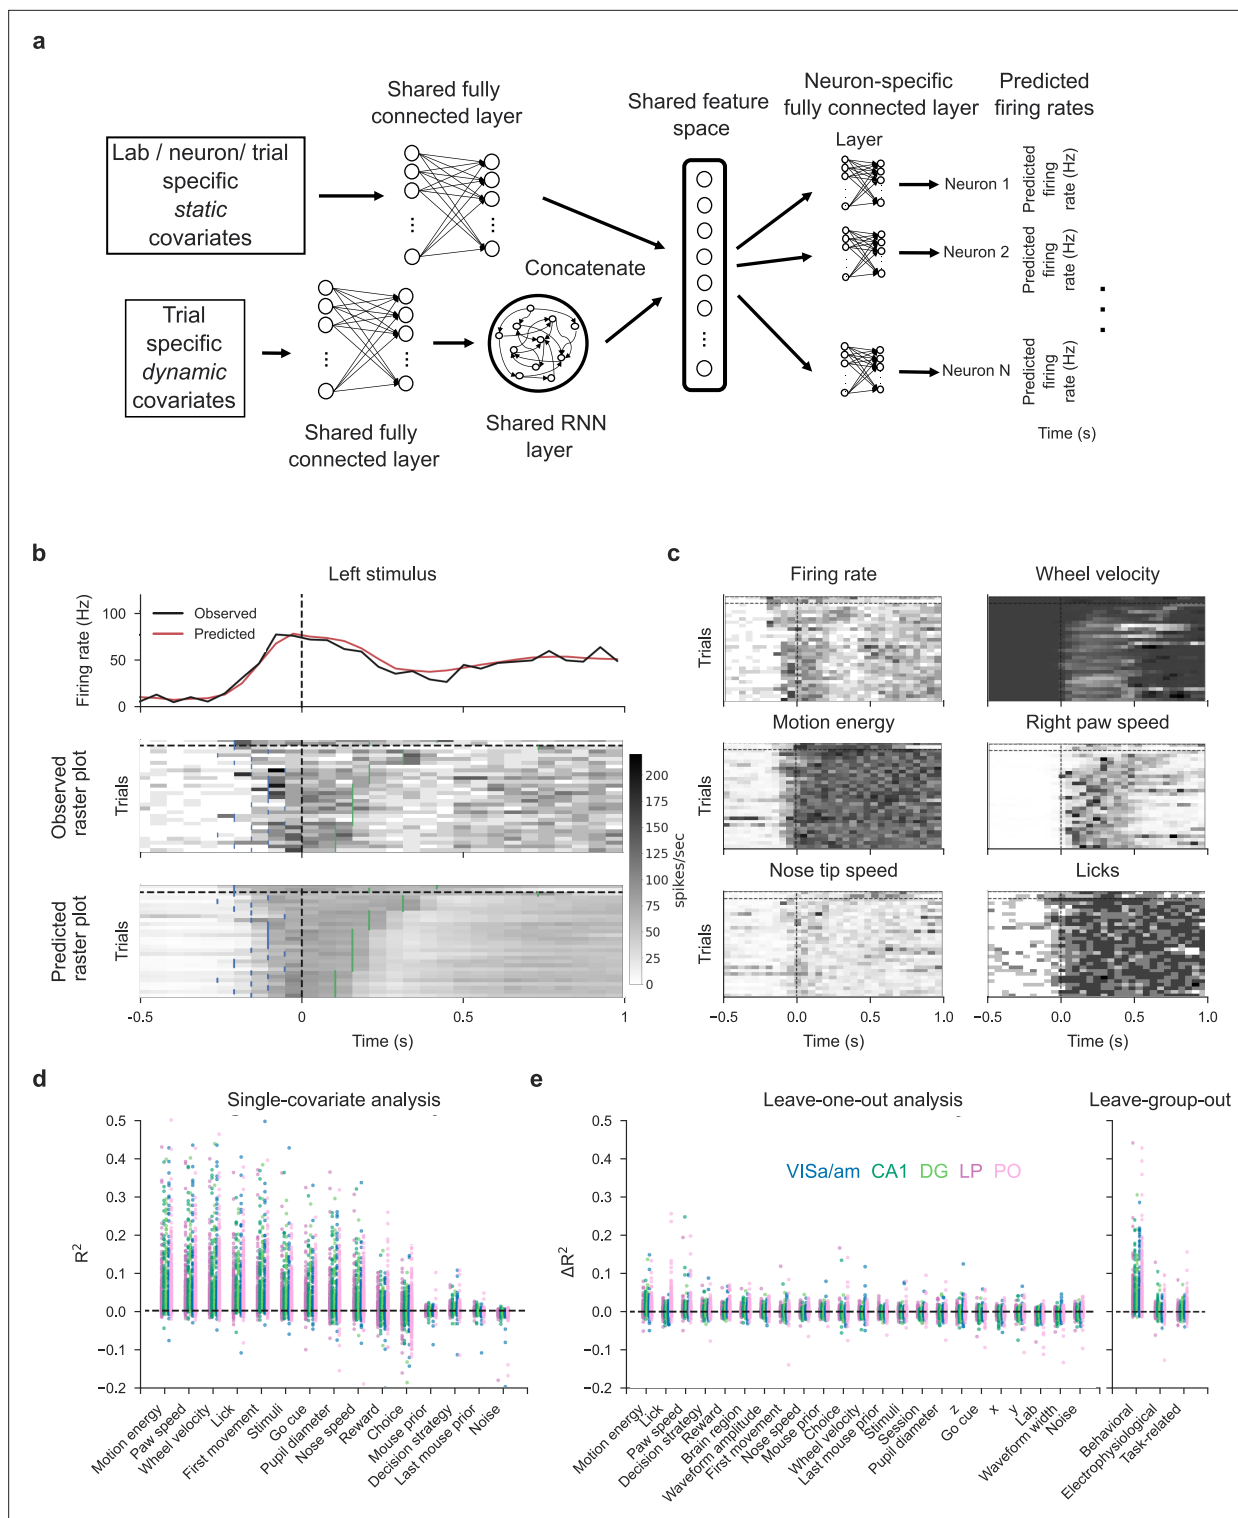 a
Shared fully
connected layer
Lab / neuron/ trial
specific
static
covariates
Trial
specific
dynamic
covariates
Shared fully
connected layer
Shared RNN
layer
Concatenate
Shared feature
space
Neuron-specific
fully connected layer
Layer
Predicted
firing rates
Neuron 1
Predicted
firing
rate (Hz)
Neuron 2
Predicted
firing
rate (Hz)
Neuron N
Predicted
firing
rate (Hz)
Time (s)
b
Left stimulus
Firing rate (Hz)
100
50
0
Observed
Predicted
Observed
raster plot
Trials
Predicted
raster plot
Trials
-0.5
0
0.5
1
Time (s)
200
175
150
125
100
75
50
25
0
spikes/sec
c
Firing rate
Wheel velocity
Trials
Motion energy
Right paw speed
Trials
Nose tip speed
Licks
Trials
−0.5 0.0 0.5 1.0
Time (s)
−0.5 0.0 0.5 1.0
Time (s)
d
Single-covariate analysis
R2
0.5
0.4
0.3
0.2
0.1
0.0
−0.1
−0.2
Motion energy
Paw speed
Wheel velocity
Lick
First movement
Stimuli
Go cue
Pupil diameter
Nose speed
Reward
Choice
Mouse prior
Decision strategy
Last mouse prior
Noise
e
Leave-one-out analysis
Leave-group-out
VISa/am CA1 DG LP PO
ΔR2
0.5
0.4
0.3
0.2
0.1
0.0
−0.1
−0.2
Motion energy
Lick
Paw speed
Decision strategy
Reward
Brain region
Waveform amplitude
First movement
Nose speed
Mouse prior
Choice
Wheel velocity
Last mouse prior
Stimuli
Session
Pupil diameter
z
Go cue
x
y
Lab
Waveform width
Noise
Behavioral
Electrophysiological
Task-related